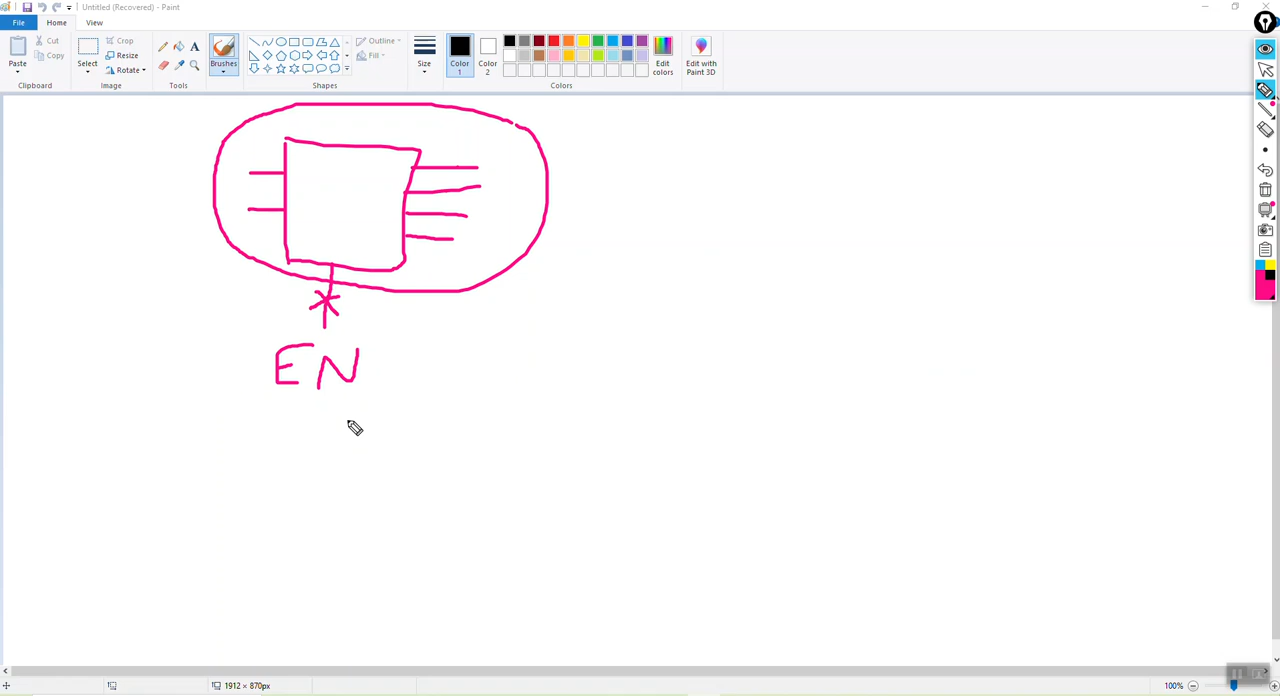 Untitled (Recovered) - Paint
File Home View
Cut Crop Outline
Copy Resize Fill
Paste Select Rotate A Brushes Size Color 1 Color 2 Edit colors Edit with Paint 3D
Clipboard Image Tools Shapes Colors
*
EN
1912 × 870px 100%